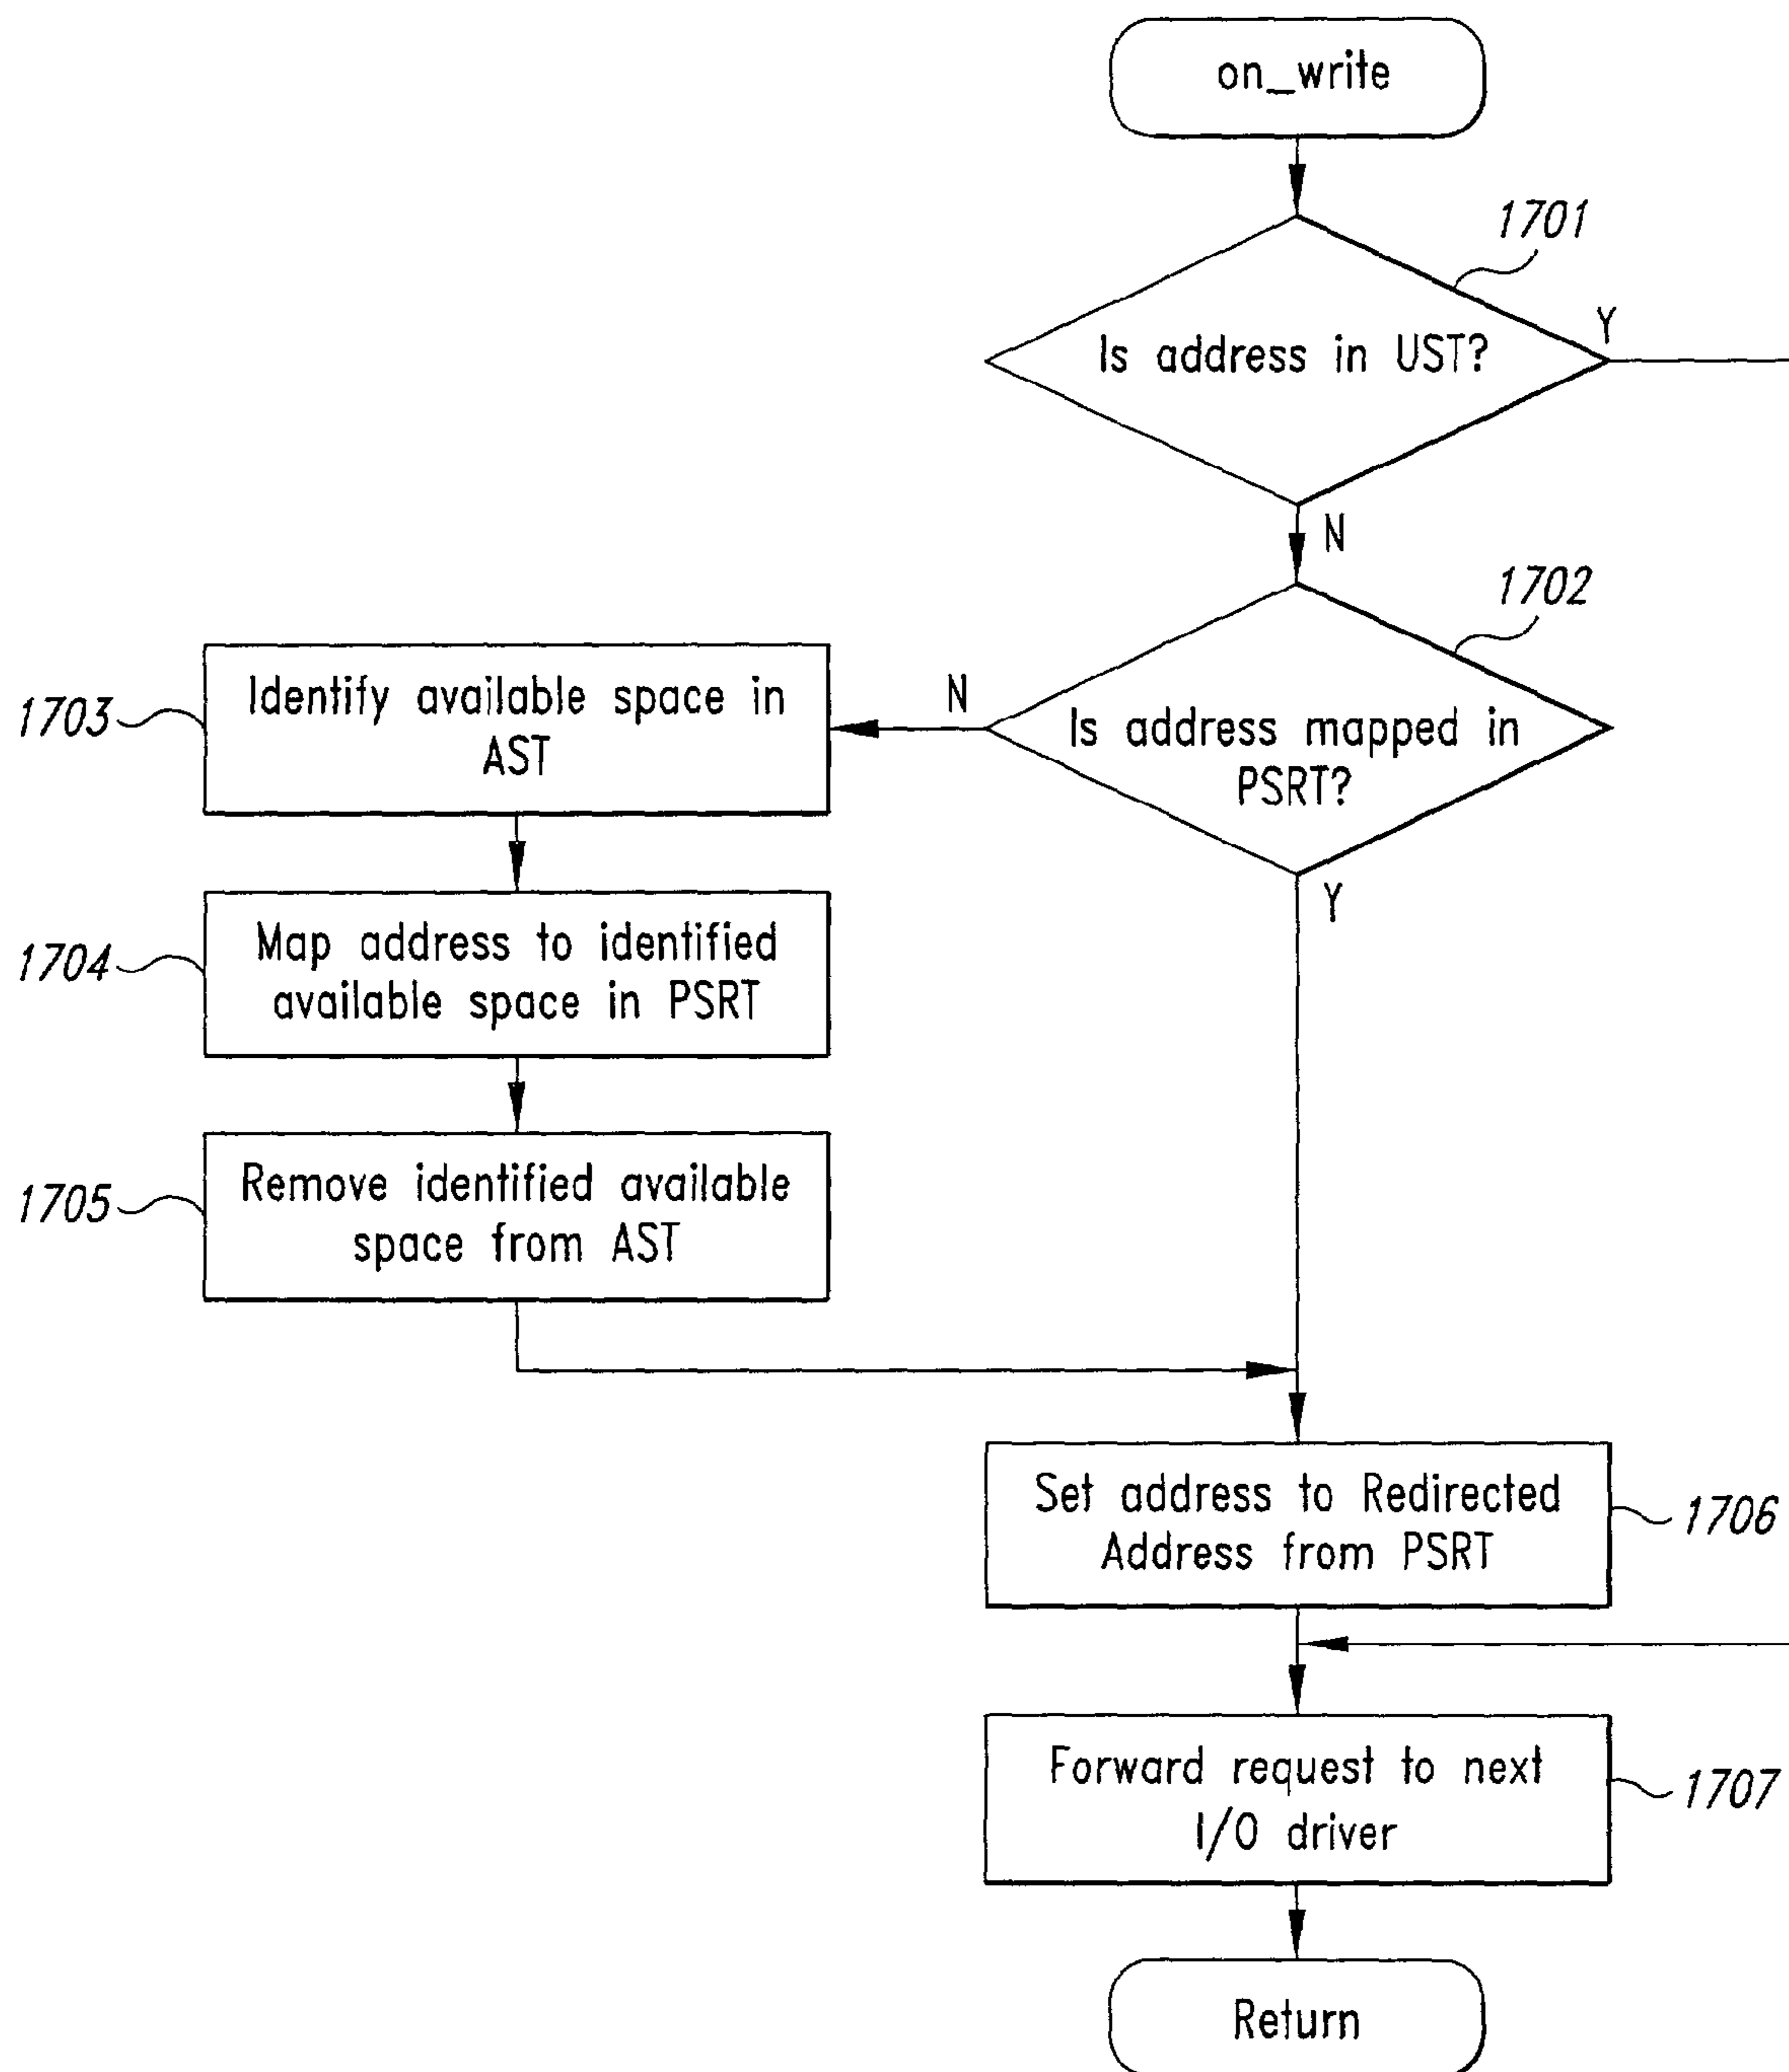 on_write
1701
Is address in UST?
Y
N
1702
Is address mapped in
PSRT?
N
Y
1703
Identify available space in
AST
1704
Map address to identified
available space in PSRT
1705
Remove identified available
space from AST
Set address to Redirected
Address from PSRT
1706
Forward request to next
I/O driver
1707
Return